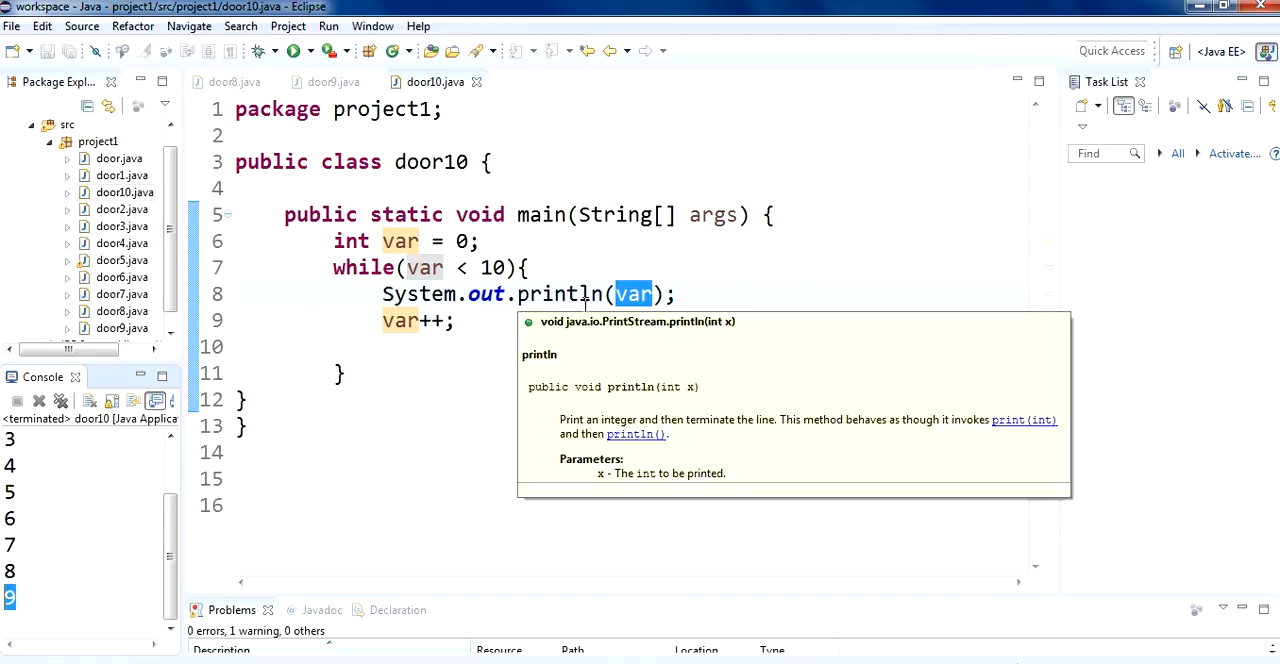 workspace - Java - project1/src/project1/door10.java - Eclipse
File Edit Source Refactor Navigate Search Project Run Window Help
Quick Access <Java EE>
Package Expl...
src
project1
door.java
door1.java
door10.java
door2.java
door3.java
door4.java
door5.java
door6.java
door7.java
door8.java
door9.java
door8.java door9.java door10.java
1 package project1;
2
3 public class door10 {
4
5 public static void main(String[] args) {
6 int var = 0;
7 while(var < 10){
8 System.out.println(var);
9 var++;
10
11 }
12 }
13 }
14
15
16
void java.io.PrintStream.println(int x)
println
public void println(int x)
Print an integer and then terminate the line. This method behaves as though it invokes print(int)
and then println().
Parameters:
x - The int to be printed.
Task List
Find All Activate...
Console
<terminated> door10 [Java Applica
3
4
5
6
7
8
9
Problems Javadoc Declaration
0 errors, 1 warning, 0 others
Description Resource Path Location Type